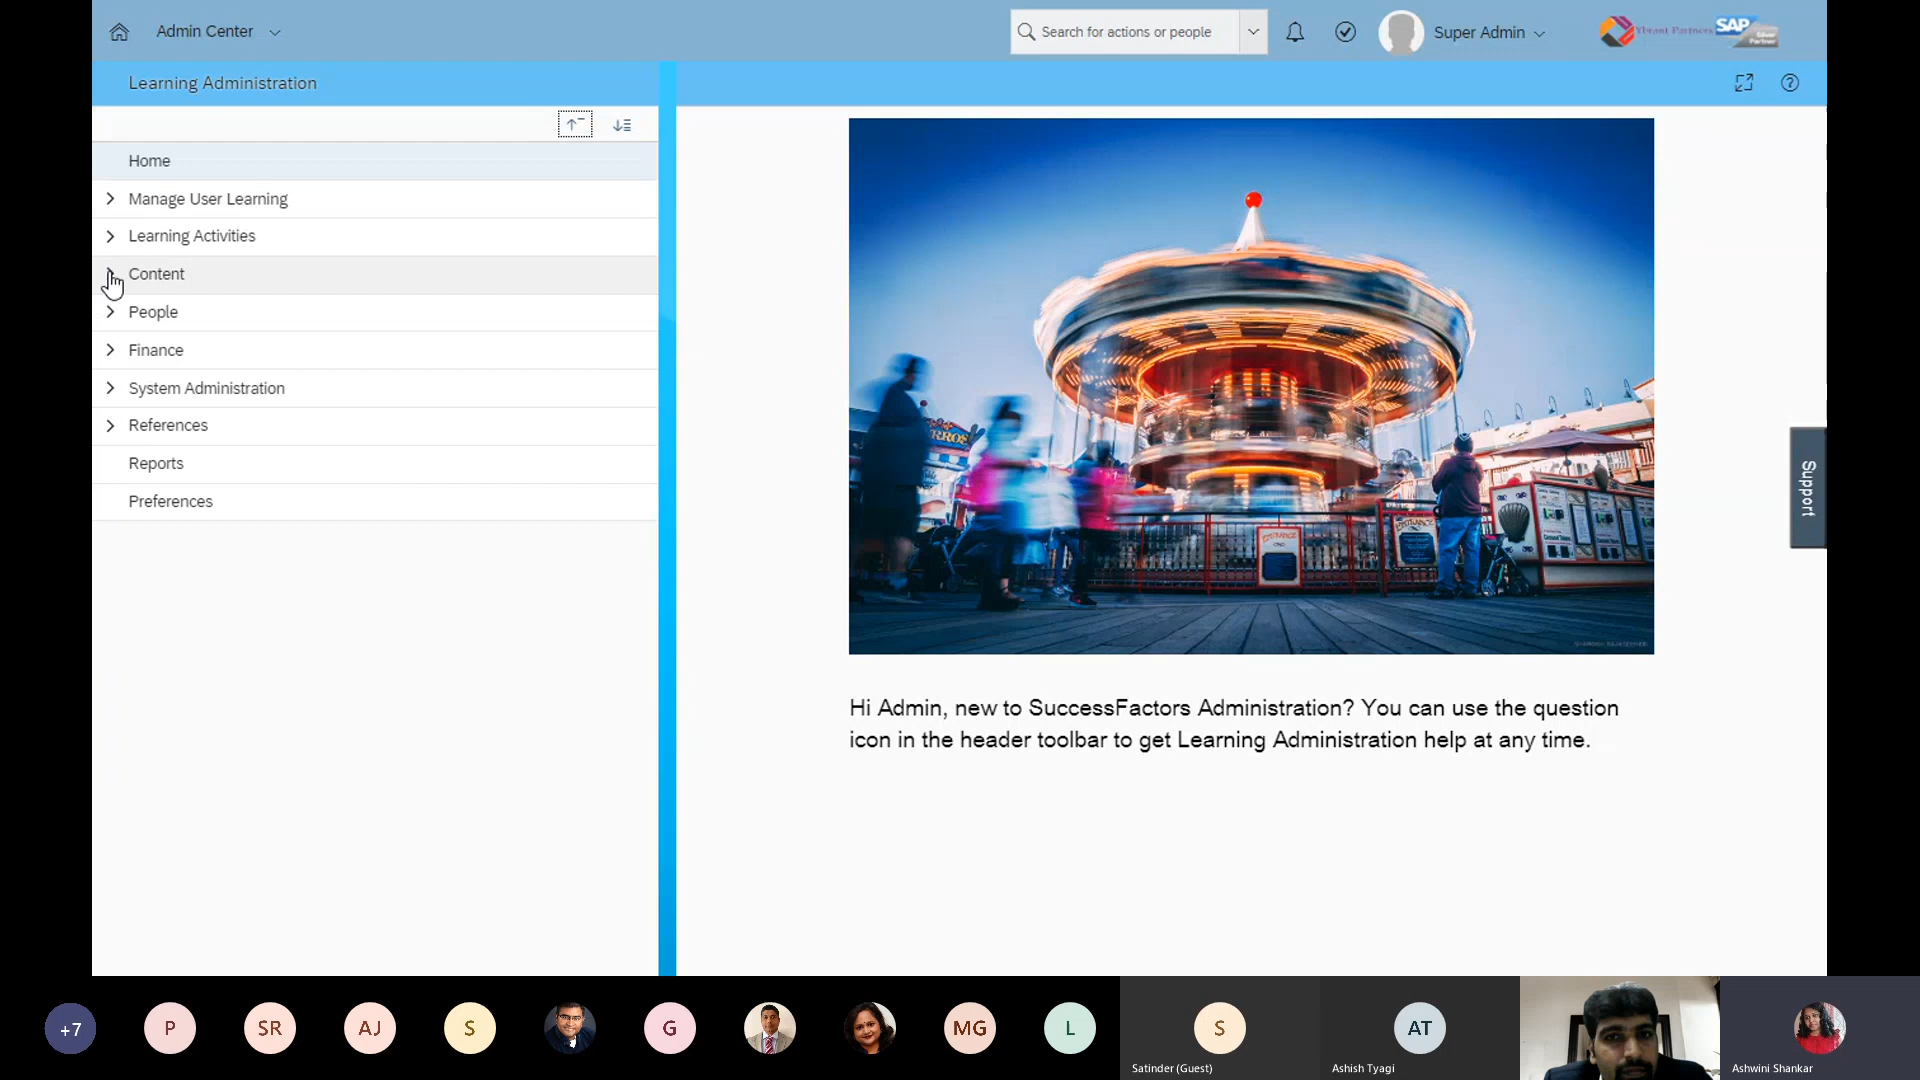 Admin Center
Search for actions or people
Super Admin
SAP
Silver
Partner
Learning Administration
Home
Manage User Learning
Learning Activities
Content
People
Finance
System Administration
References
Reports
Preferences
Support
ENTRANCE
Hi Admin, new to SuccessFactors Administration? You can use the question
icon in the header toolbar to get Learning Administration help at any time.
+7
P
SR
AJ
S
G
MG
L
S
AT
Satinder (Guest)
Ashish Tyagi
Ashwini Shankar